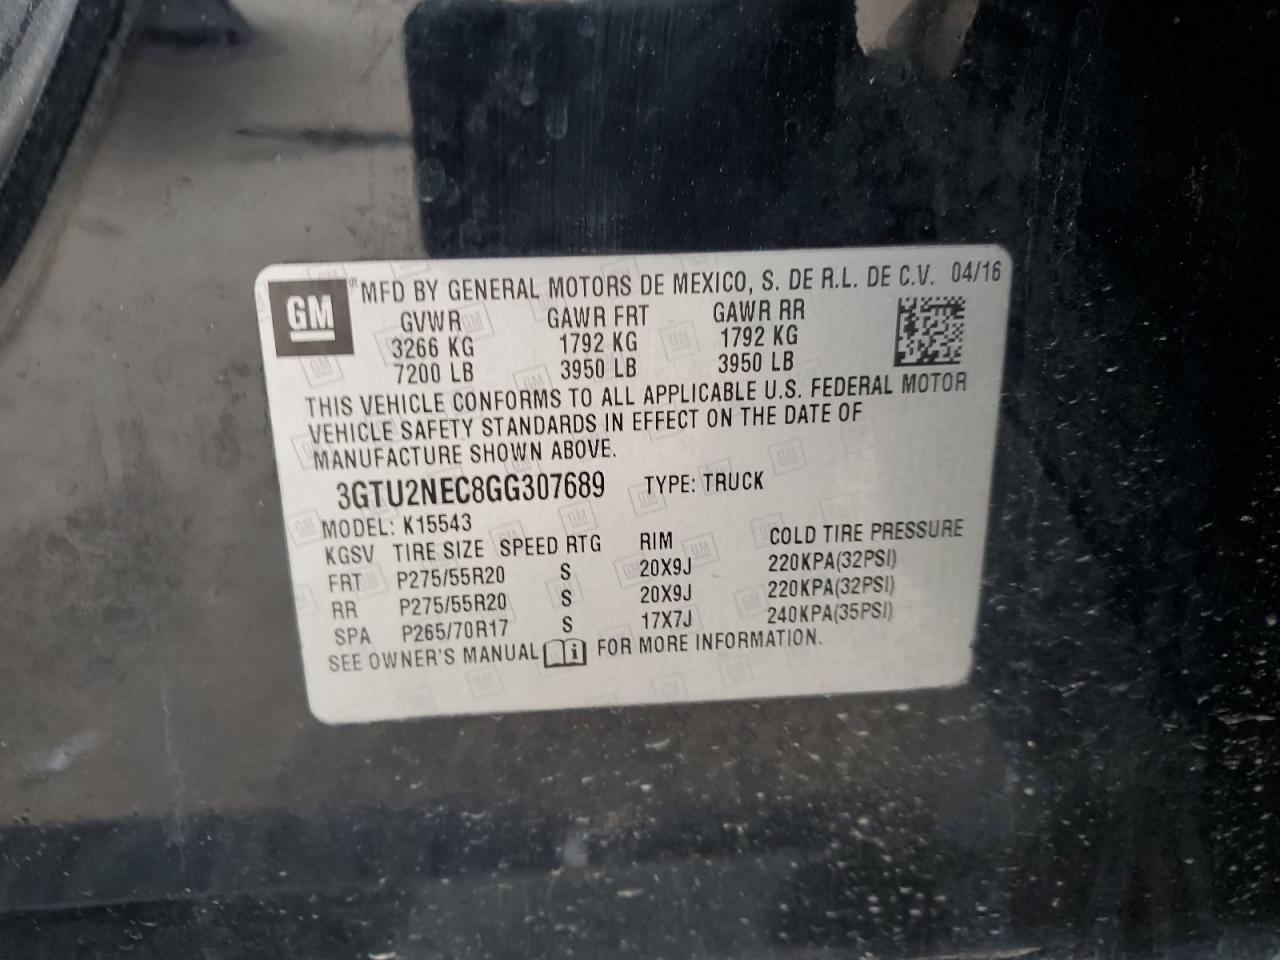 GM
MFD BY GENERAL MOTORS DE MEXICO, S. DE R.L. DE C.V. 04/16
GVWR GAWR FRT GAWR RR
3266 KG 1792 KG 1792 KG
7200 LB 3950 LB 3950 LB
THIS VEHICLE CONFORMS TO ALL APPLICABLE U.S. FEDERAL MOTOR
VEHICLE SAFETY STANDARDS IN EFFECT ON THE DATE OF
MANUFACTURE SHOWN ABOVE.
3GTU2NEC8GG307689 TYPE: TRUCK
MODEL: K15543
KGSV TIRE SIZE SPEED RTG RIM COLD TIRE PRESSURE
FRT P275/55R20 S 20X9J 220KPA(32PSI)
RR P275/55R20 S 20X9J 220KPA(32PSI)
SPA P265/70R17 S 17X7J 240KPA(35PSI)
SEE OWNER'S MANUAL i FOR MORE INFORMATION.